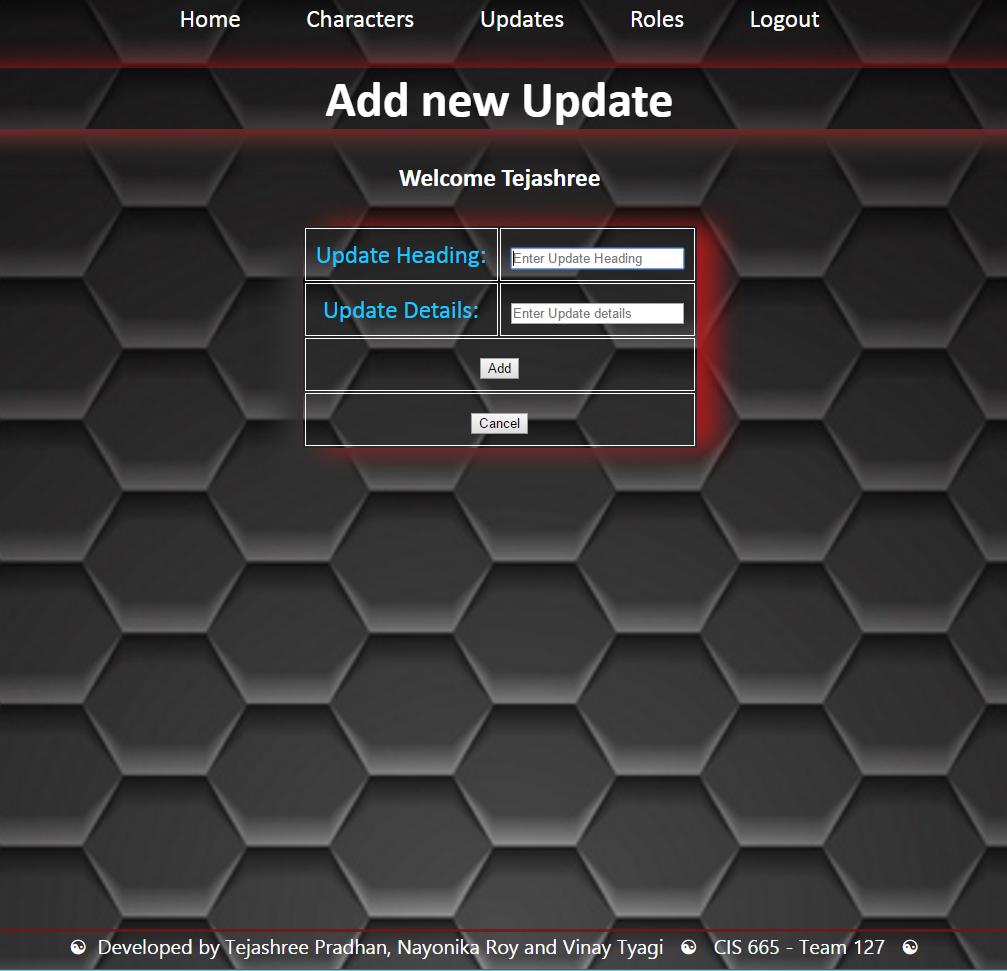 Home Characters Updates Roles Logout
Add new Update
Welcome Tejashree
Update Heading: Enter Update Heading
Update Details: Enter Update details
Add
Cancel
☯ Developed by Tejashree Pradhan, Nayonika Roy and Vinay Tyagi ☯ CIS 665 - Team 127 ☯